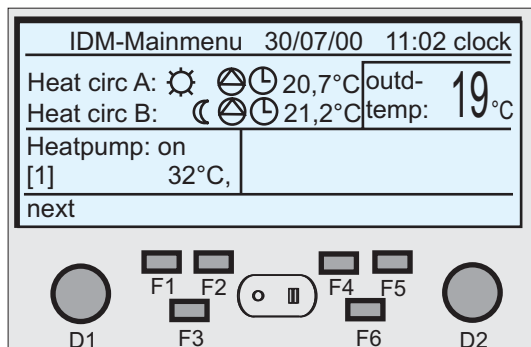 IDM-Mainmenu 30/07/00 11:02 clock
Heat circ A: 20,7°C
Heat circ B: 21,2°C
outd-
temp: 19°C
Heatpump: on
[1] 32°C,
next
F1 F2 F4 F5
D1 F3 F6 D2